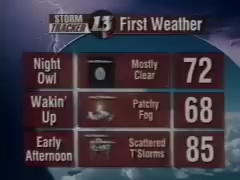 STORM
TRACKER 13 First Weather
Night
Owl
Mostly
Clear
72
Wakin'
Up
Patchy
Fog
68
Early
Afternoon
Scattered
T'Storms
85